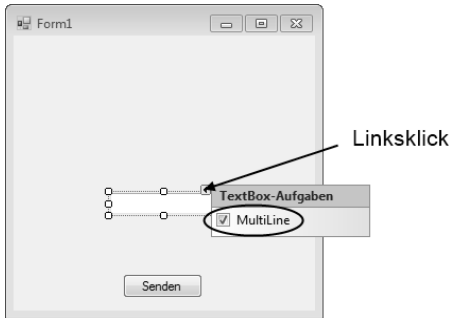 Form1
Linksklick
TextBox-Aufgaben
MultiLine
Senden